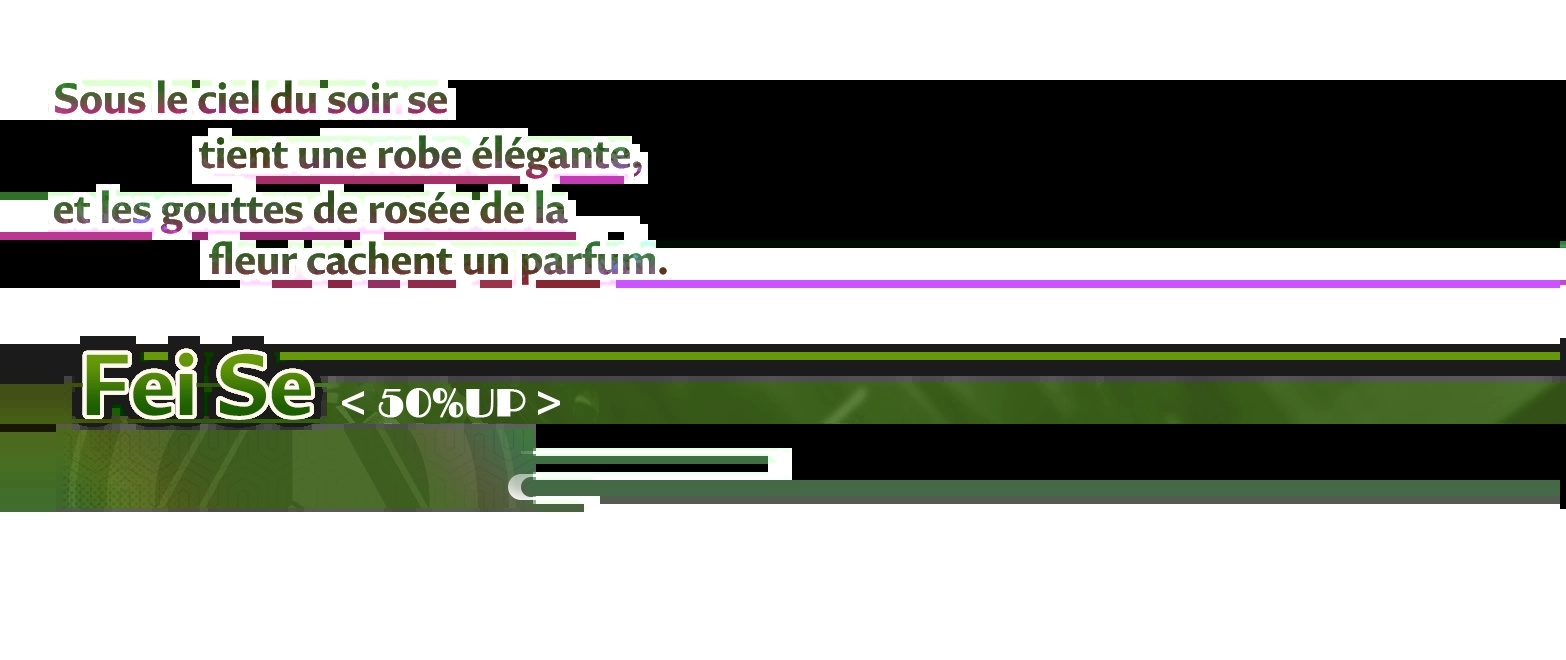 Sous le ciel du soir se
tient une robe élégante,
et les gouttes de rosée de la
fleur cachent un parfum.
Fei Se
< 50%UP >